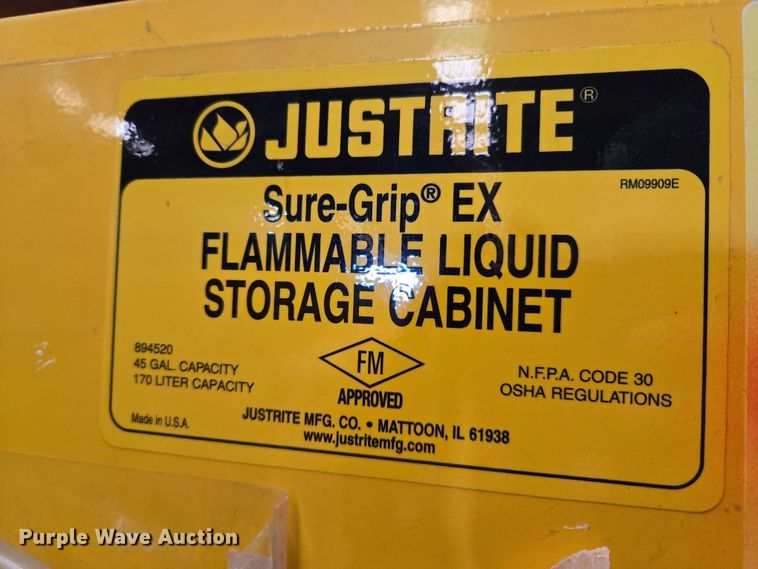 JUSTRITE®
RM09909E
Sure-Grip® EX
FLAMMABLE LIQUID
STORAGE CABINET
894520
45 GAL. CAPACITY
170 LITER CAPACITY
FM
APPROVED
N.F.P.A. CODE 30
OSHA REGULATIONS
Made in U.S.A.
JUSTRITE MFG. CO. • MATTOON, IL 61938
www.justritemfg.com
Purple Wave Auction